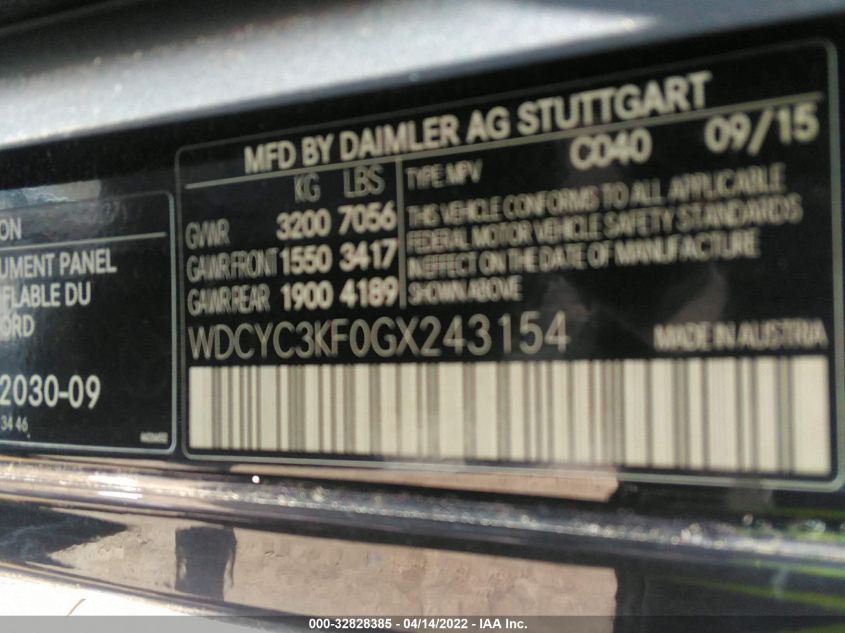 ON
UMENT PANEL
FLABLE DU
ORD
2030-09
34 46
MFD BY DAIMLER AG STUTTGART
KG LBS
GVWR 3200 7056
GAWR FRONT 1550 3417
GAWR REAR 1900 4189
TYPE MPV C040 09/15
THIS VEHICLE CONFORMS TO ALL APPLICABLE
FEDERAL MOTOR VEHICLE SAFETY STANDARDS
IN EFFECT ON THE DATE OF MANUFACTURE
SHOWN ABOVE
WDCYC3KF0GX243154 MADE IN AUSTRIA
000-32828385 - 04/14/2022 - IAA Inc.